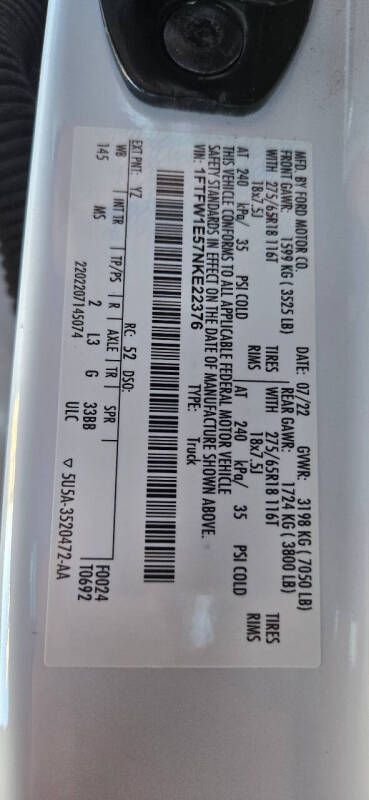 MFD. BY FORD MOTOR CO.
DATE: 07/22 GVWR: 3198 KG ( 7050 LB)
FRONT GAWR: 1599 KG ( 3525 LB) REAR GAWR: 1724 KG ( 3800 LB)
WITH 275/65R18 116T TIRES WITH 275/65R18 116T TIRES
18x7.5J RIMS 18x7.5J RIMS
AT 240 kPa/ 35 PSI COLD AT 240 kPa/ 35 PSI COLD
THIS VEHICLE CONFORMS TO ALL APPLICABLE FEDERAL MOTOR VEHICLE
SAFETY STANDARDS IN EFFECT ON THE DATE OF MANUFACTURE SHOWN ABOVE.
VIN: 1FTFW1E57NKE22376 TYPE: Truck
EXT PNT: YZ RC: 52 DSO: F0024
WB INT TR TP/PS R AXLE TR SPR T0692
145 MS 2 L3 G 33BB
2202207145074 ULC ▽ 5U5A-3520472-AA